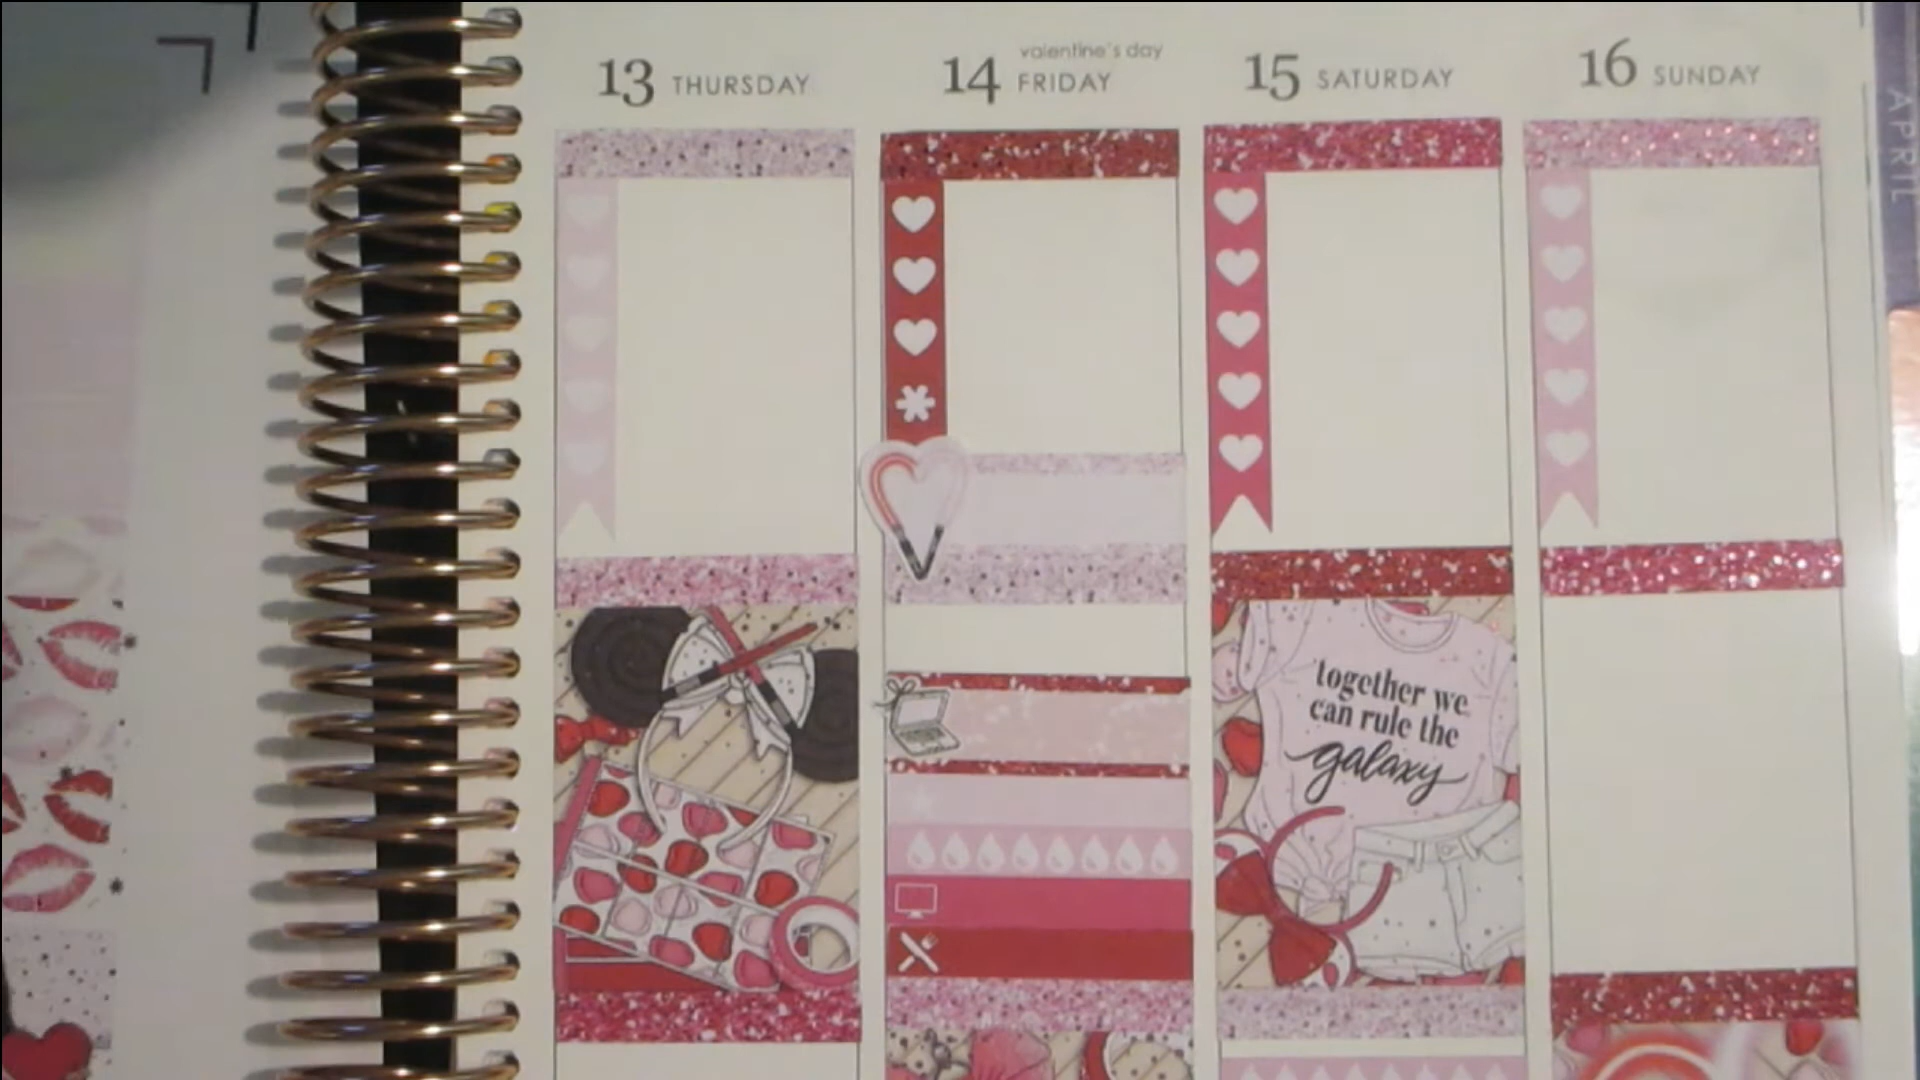 13 THURSDAY
valentine's day
14 FRIDAY
15 SATURDAY
16 SUNDAY
APRIL
together we
can rule the
galaxy